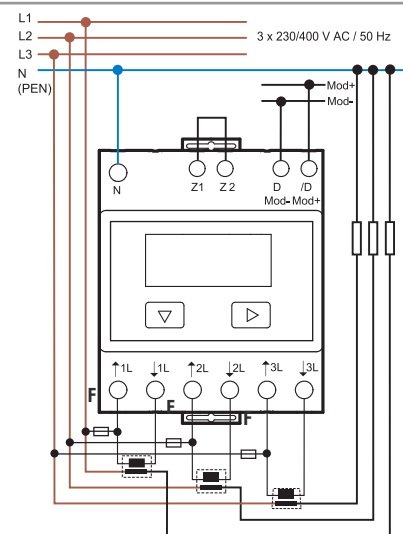 L1
L2
L3
N
(PEN)
3 x 230/400 V AC / 50 Hz
Mod+
Mod-
N
Z1
Z 2
D
/D
Mod-
Mod+
↑1L
↓1L
↑2L
↓2L
↑3L
↓3L
F
F
F